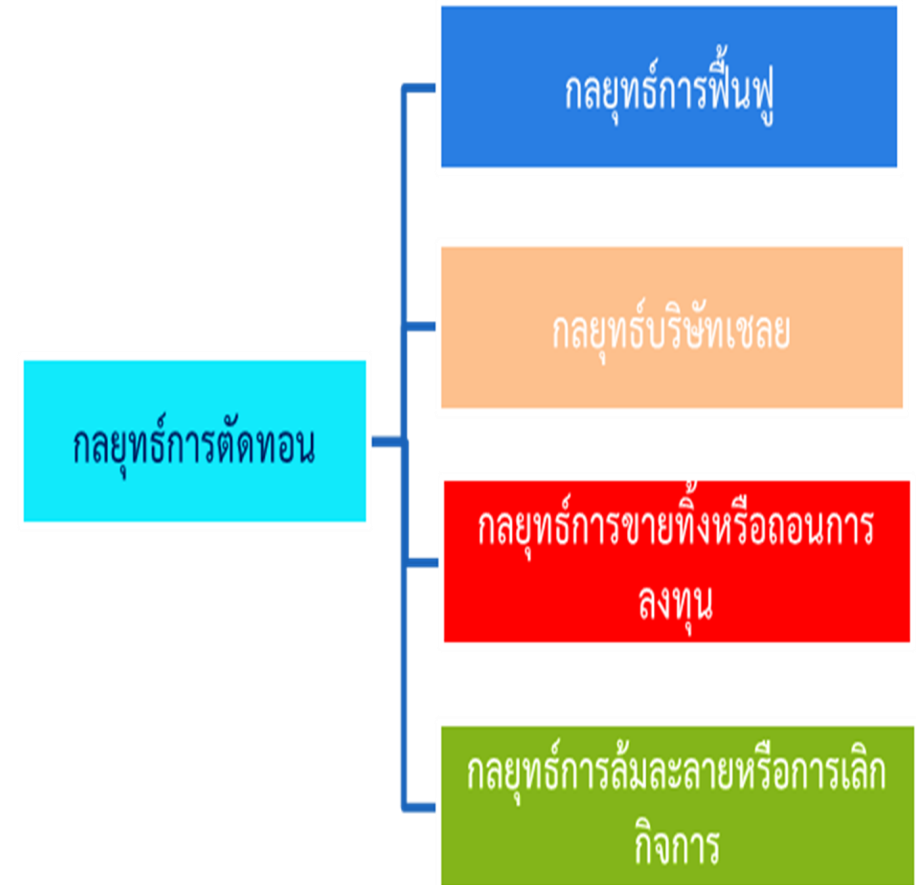 กลยุทธ์การฟื้นฟู
กลยุทธ์บริษัทเชลย
กลยุทธ์การตัดทอน
กลยุทธ์การขายทิ้งหรือถอนการ
ลงทุน
กลยุทธ์การล้มละลายหรือการเลิก
กิจการ